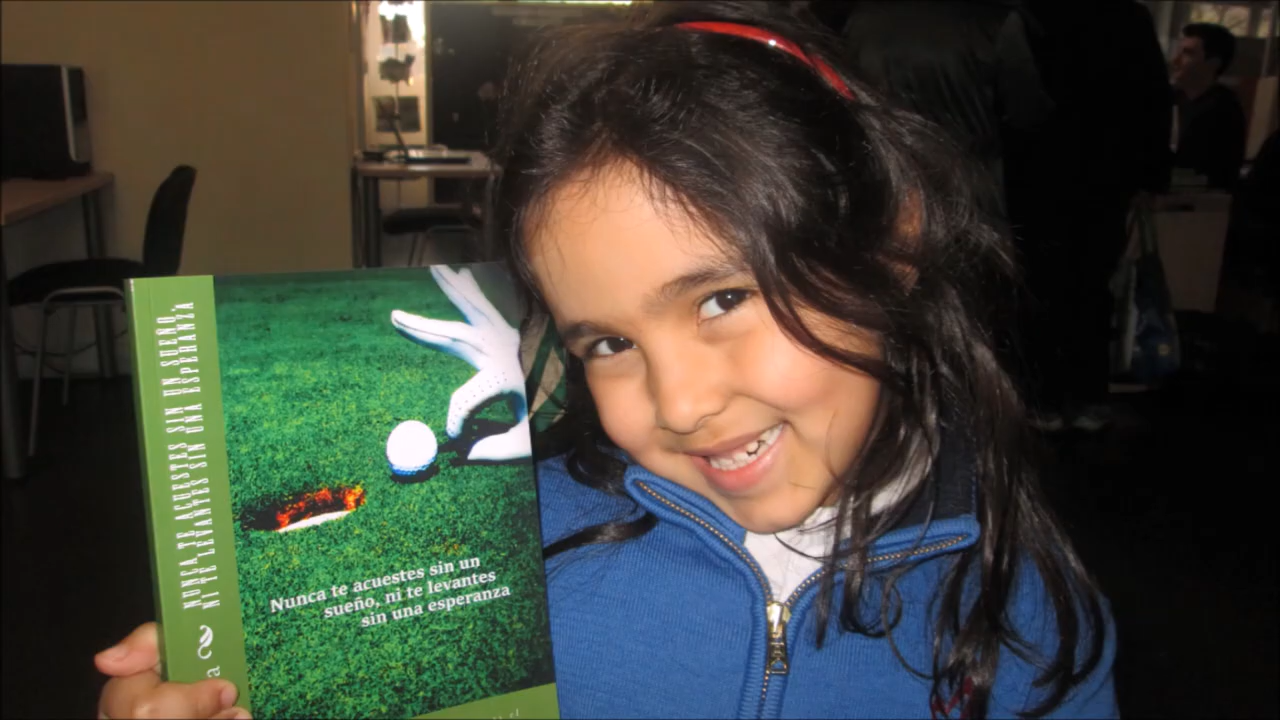 NUNCA TE ACUESTES SIN UN SUEÑO,
NI TE LEVANTES SIN UNA ESPERANZA
Nunca te acuestes sin un
sueño, ni te levantes
sin una esperanza